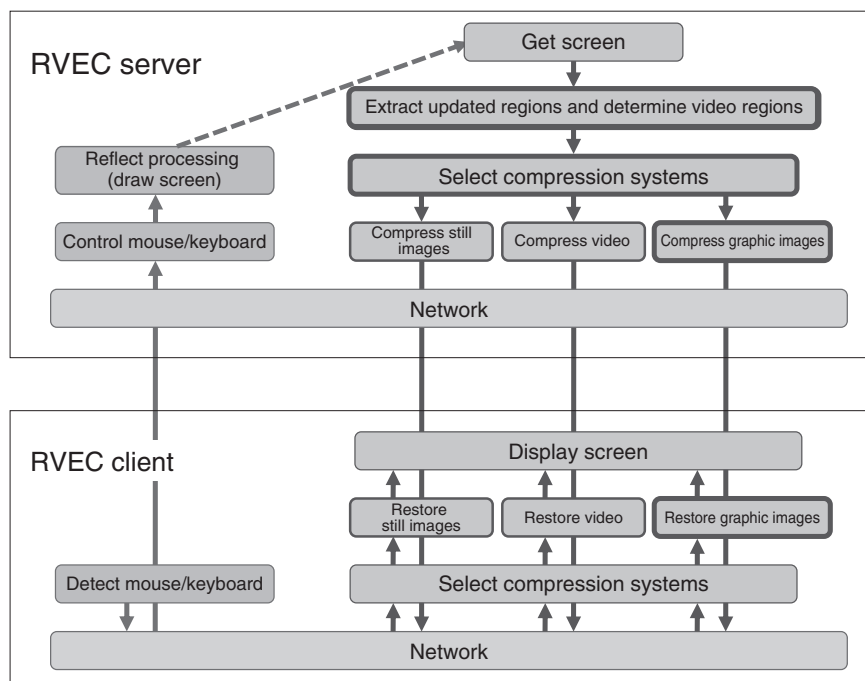 RVEC server
Get screen
Extract updated regions and determine video regions
Select compression systems
Reflect processing
(draw screen)
Control mouse/keyboard
Compress still
images
Compress video
Compress graphic images
Network
RVEC client
Display screen
Restore
still images
Restore video
Restore graphic images
Detect mouse/keyboard
Select compression systems
Network